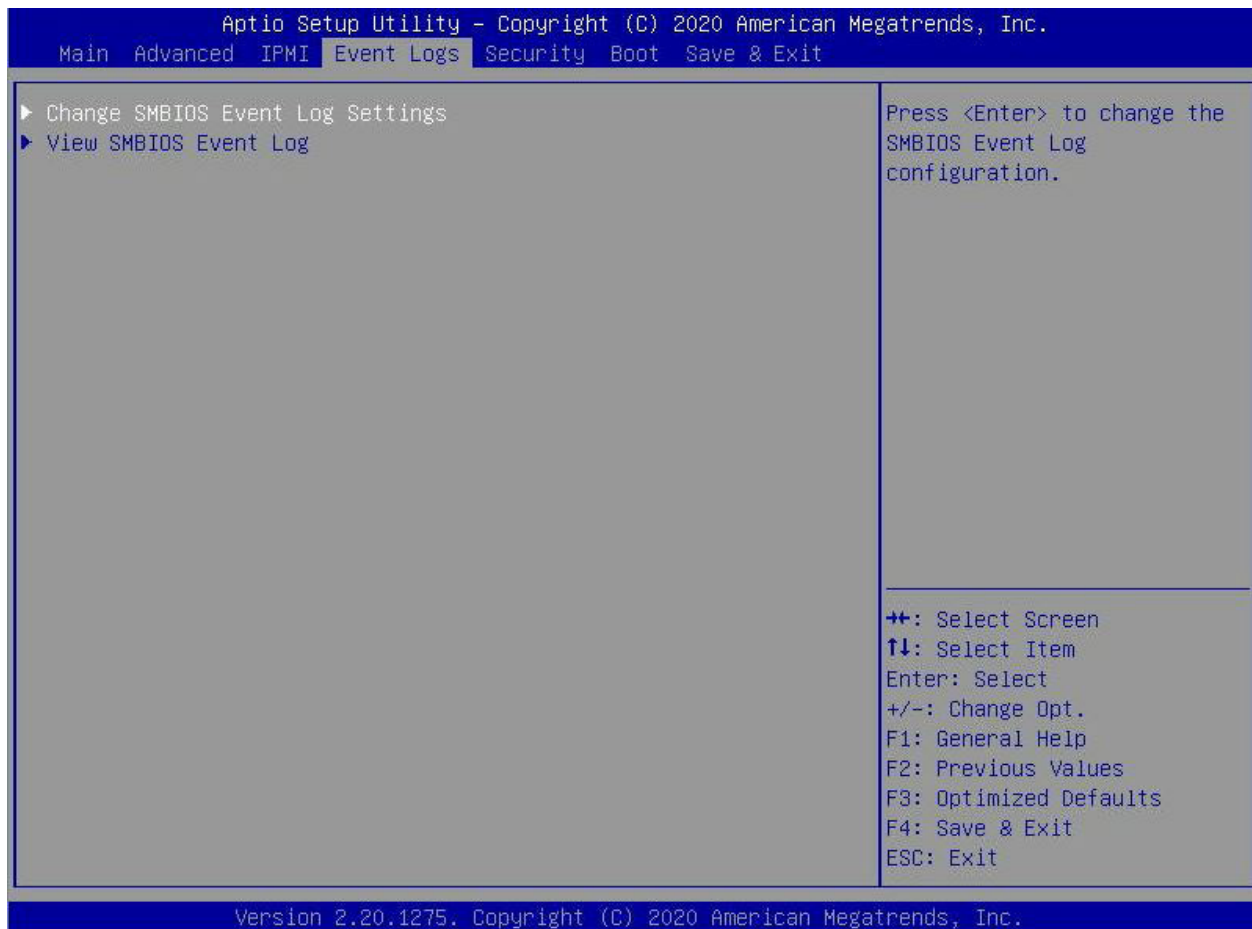 Aptio Setup Utility – Copyright (C) 2020 American Megatrends, Inc.
Main Advanced IPMI Event Logs Security Boot Save & Exit
▶ Change SMBIOS Event Log Settings
▶ View SMBIOS Event Log
Press <Enter> to change the
SMBIOS Event Log
configuration.
→←: Select Screen
↑↓: Select Item
Enter: Select
+/-: Change Opt.
F1: General Help
F2: Previous Values
F3: Optimized Defaults
F4: Save & Exit
ESC: Exit
Version 2.20.1275. Copyright (C) 2020 American Megatrends, Inc.